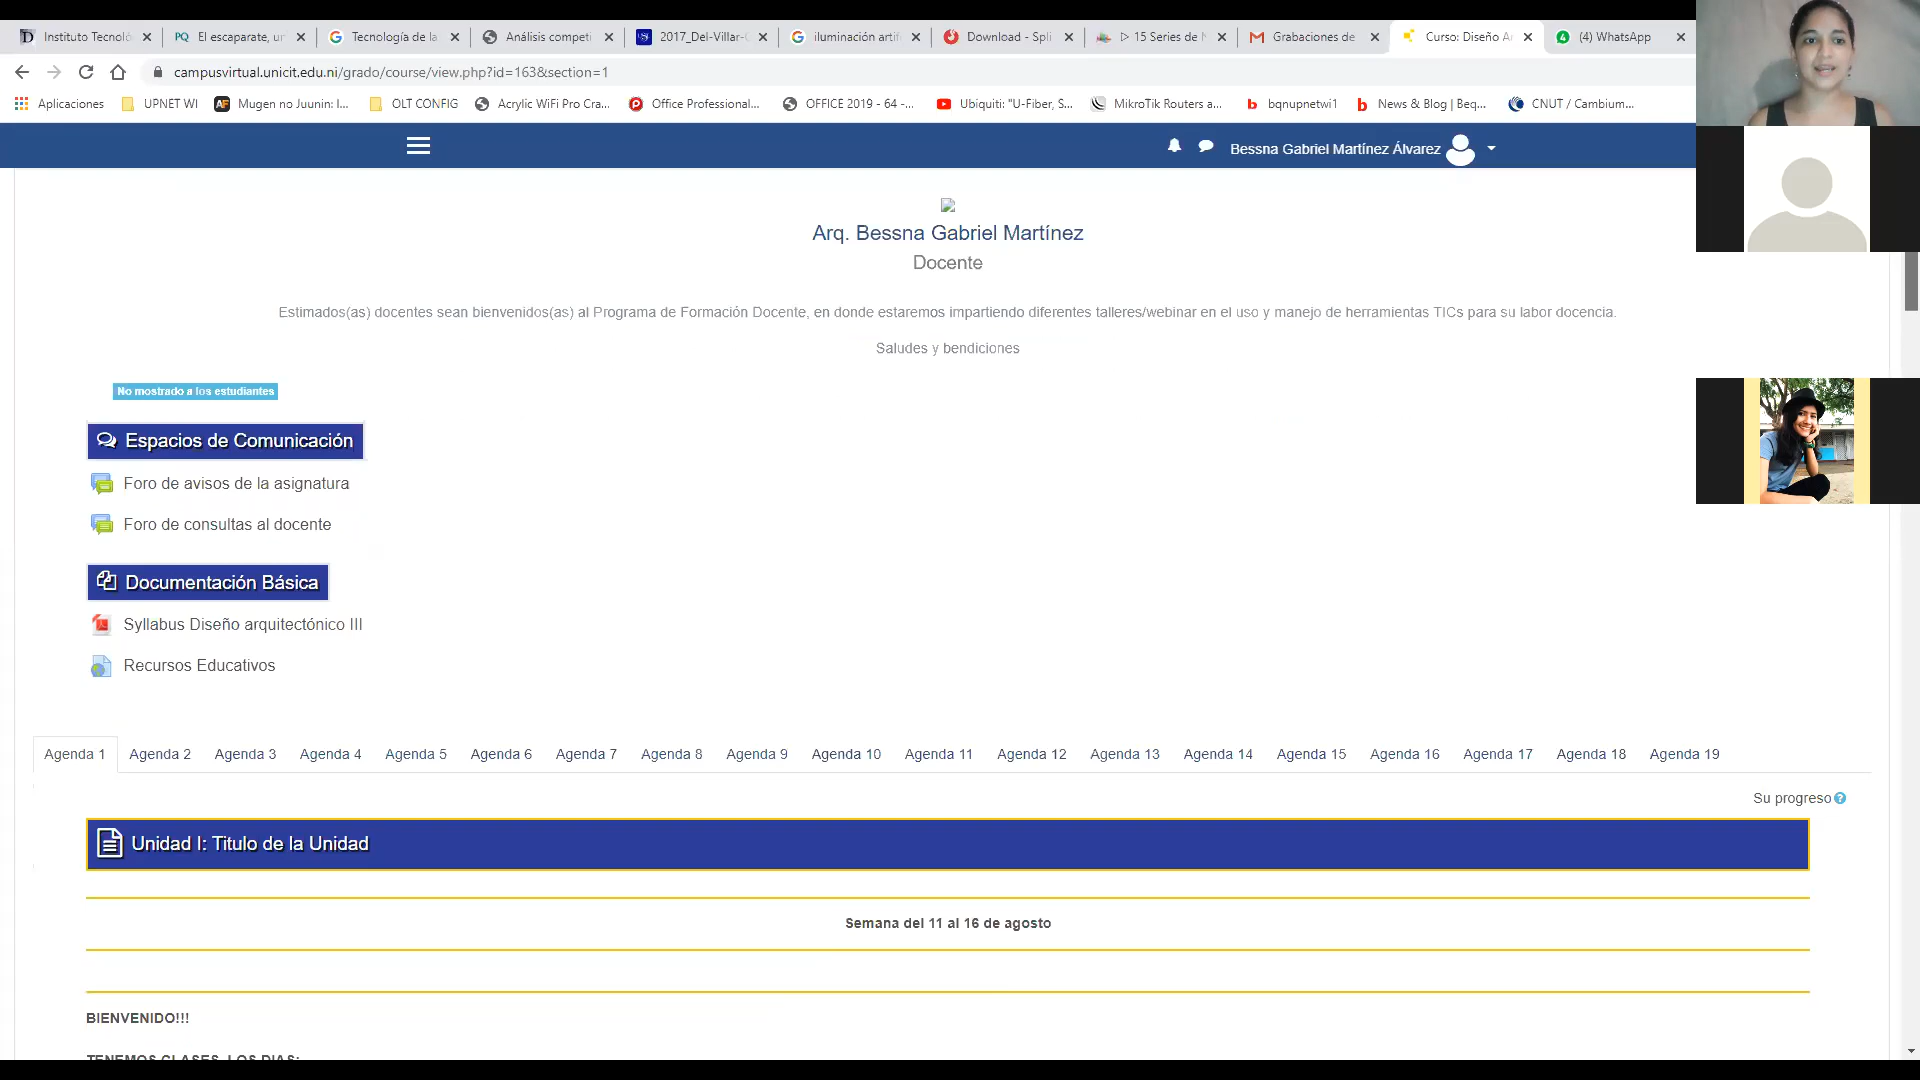 Instituto Tecnoló
El escaparate, un
Tecnología de la
Análisis competi
2017_Del-Villar-
iluminación artif
Download - Spli
▷ 15 Series de N
Grabaciones de
Curso: Diseño A
(4) WhatsApp
campusvirtual.unicit.edu.ni/grado/course/view.php?id=163&section=1
Aplicaciones
UPNET WI
Mugen no Juunin: I...
OLT CONFIG
Acrylic WiFi Pro Cra...
Office Professional...
OFFICE 2019 - 64 -...
Ubiquiti: "U-Fiber, S...
MikroTik Routers a...
bqnupnetwi1
News & Blog | Beq...
CNUT / Cambium...
Bessna Gabriel Martínez Álvarez
Arq. Bessna Gabriel Martínez
Docente
Estimados(as) docentes sean bienvenidos(as) al Programa de Formación Docente, en donde estaremos impartiendo diferentes talleres/webinar en el uso y manejo de herramientas TICs para su labor docencia.
Saludes y bendiciones
No mostrado a los estudiantes
Espacios de Comunicación
Foro de avisos de la asignatura
Foro de consultas al docente
Documentación Básica
Syllabus Diseño arquitectónico III
Recursos Educativos
Agenda 1 Agenda 2 Agenda 3 Agenda 4 Agenda 5 Agenda 6 Agenda 7 Agenda 8 Agenda 9 Agenda 10 Agenda 11 Agenda 12 Agenda 13 Agenda 14 Agenda 15 Agenda 16 Agenda 17 Agenda 18 Agenda 19
Su progreso
Unidad I: Titulo de la Unidad
Semana del 11 al 16 de agosto
BIENVENIDO!!!
TENEMOS CLASES LOS DIAS: